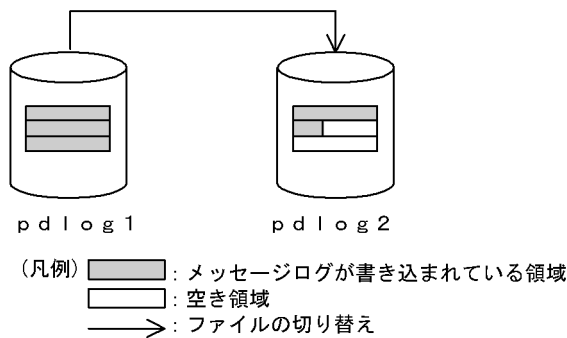 pdlog1 pdlog2
(凡例) : メッセージログが書き込まれている領域
: 空き領域
: ファイルの切り替え